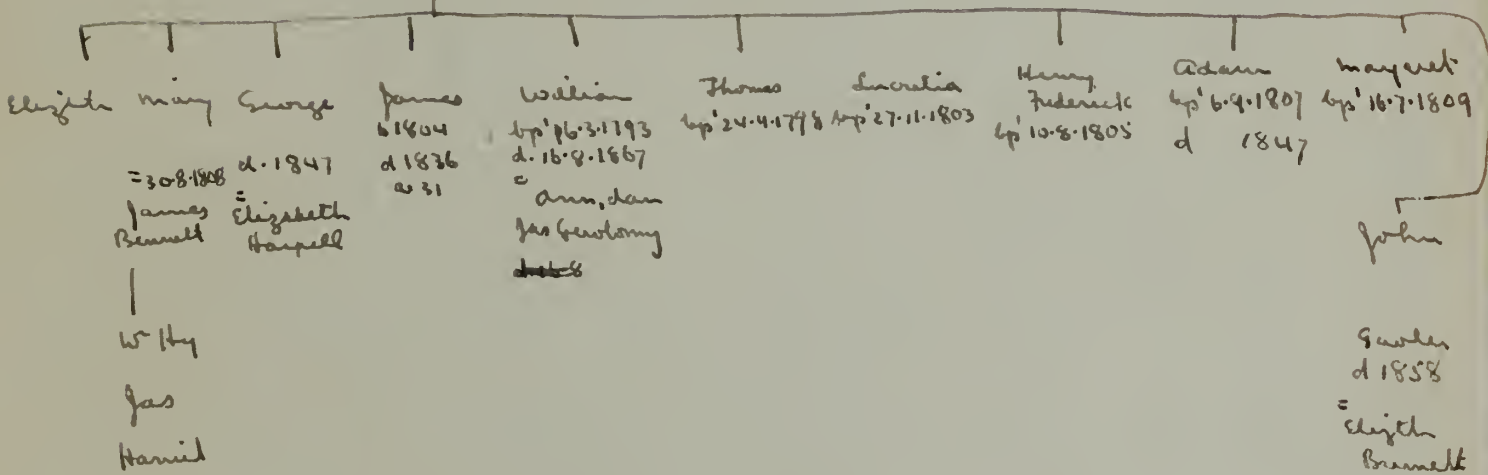 Elizth
Mary
= 30.8.1808
James
Bennett
W Hy
Jas
Harriet
George
d. 1847
=
Elizabeth
Harpell
James
b 1804
d 1836
ae 31
William
bp' 6.3.1793
d. 16.8.1867
=
Ann, dau
Jas
Thomas
bp' 24.4.1798
Lucretia
bp' 27.11.1803
Henry
Frederick
bp' 10.8.1805
Adam
bp' 6.9.1807
d 1847
Margaret
bp' 16.7.1809
John
d 1858
=
Elizth